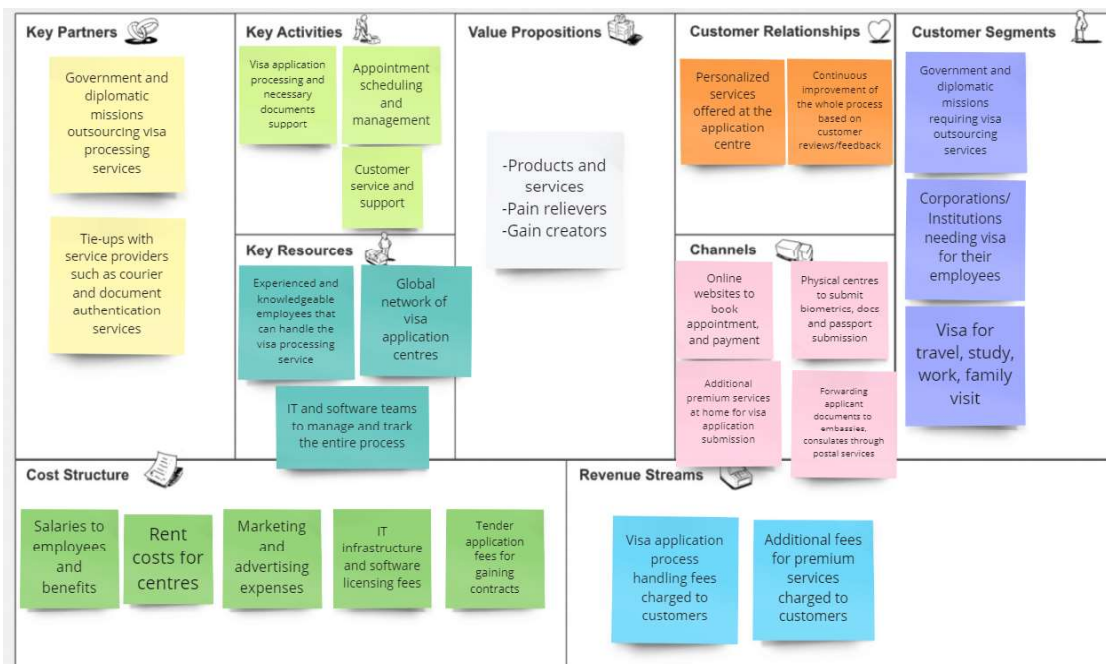 Key Partners
Government and
diplomatic
missions
outsourcing visa
processing
services
Tie-ups with
service providers
such as courier
and document
authentication
services
Key Activities
Visa application
processing and
necessary
documents
support
Appointment
scheduling
and
management
Customer
service and
support
Key Resources
Experienced and
knowledgeable
employees that
can handle the
visa processing
service
Global
network of
visa
application
centres
IT and software teams
to manage and track
the entire process
Value Propositions
-Products and
services
-Pain relievers
-Gain creators
Customer Relationships
Personalized
services
offered at the
application
centre
Continuous
improvement of
the whole process
based on
customer
reviews/feedback
Channels
Online
websites to
book
appointment,
and payment
Physical centres
to submit
biometrics, docs
and passport
submission
Additional
premium services
at home for visa
application
submission
Forwarding
applicant
documents to
embassies,
consulates through
postal services
Customer Segments
Government and
diplomatic
missions
requiring visa
outsourcing
services
Corporations/
Institutions
needing visa
for their
employees
Visa for
travel, study,
work, family
visit
Cost Structure
Salaries to
employees
and
benefits
Rent
costs for
centres
Marketing
and
advertising
expenses
IT
infrastructure
and software
licensing fees
Tender
application
fees for
gaining
contracts
Revenue Streams
Visa application
process
handling fees
charged to
customers
Additional fees
for premium
services
charged to
customers